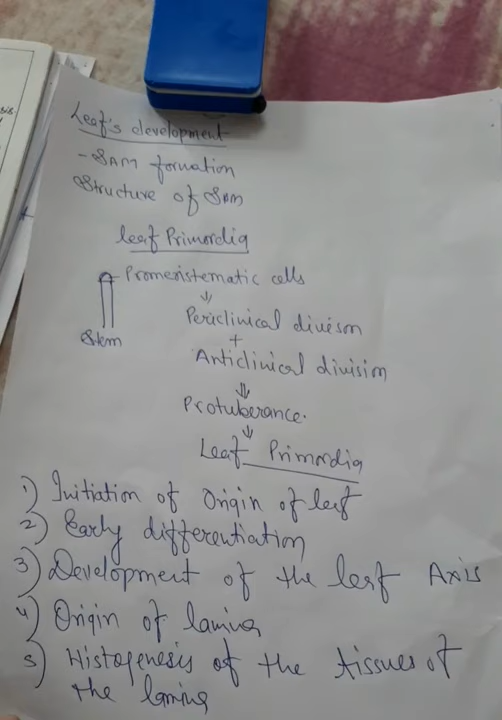 Leaf's development
- SAM formation
Structure of SAM
leaf Primordia
Promeristematic cells
⇓
Stem
Periclinical divison
+
Anticlinical division
⇓
Protuberance.
⇓
Leaf Primordia
1) Initiation of Origin of leaf
2) Early differentiation
3) Development of the leaf Axis
4) Origin of lamina
5) Histogenesis of the tissues of
the lamina